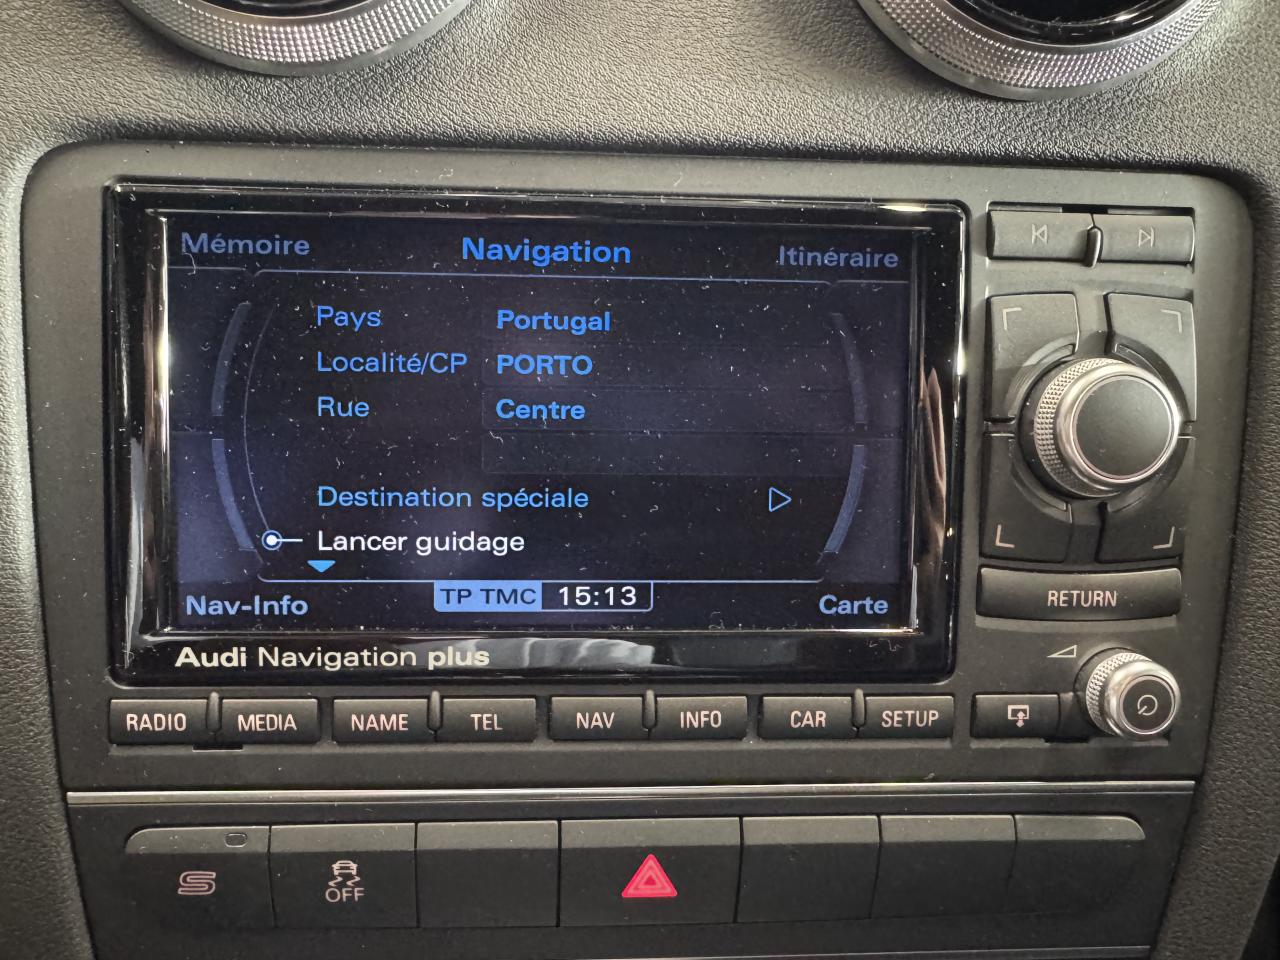 Mémoire Navigation Itinéraire
Pays Portugal
Localité/CP PORTO
Rue Centre
Destination spéciale
Lancer guidage
Nav-Info TP TMC 15:13 Carte
Audi Navigation plus
RETURN
RADIO MEDIA NAME TEL NAV INFO CAR SETUP
OFF